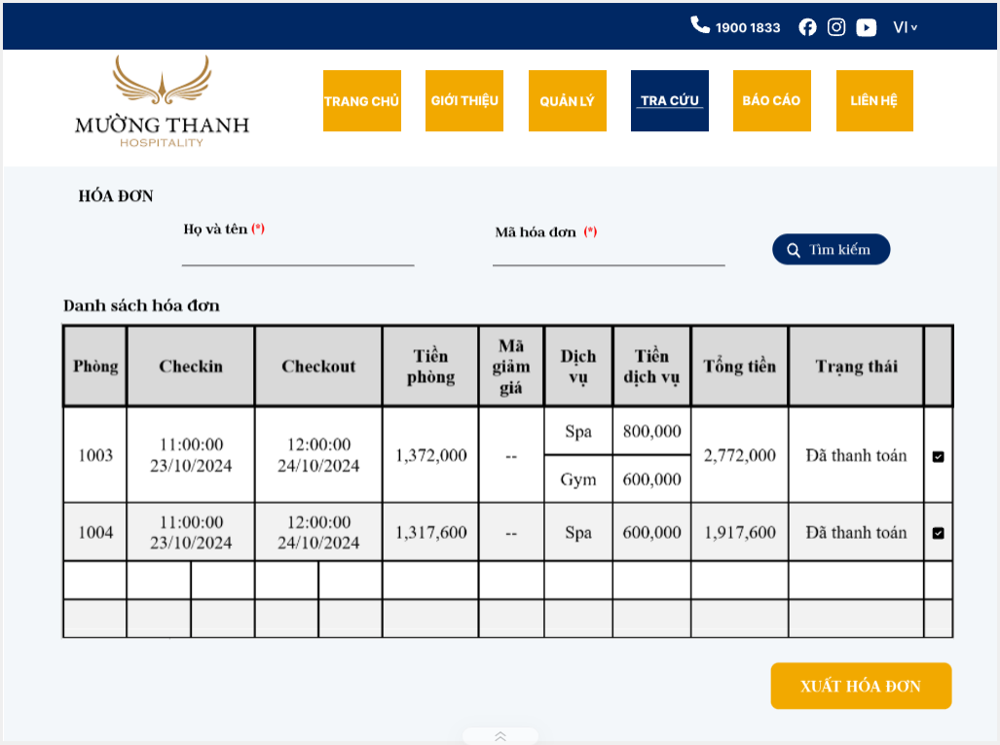 1900 1833
VI
MƯỜNG THANH
HOSPITALITY
TRANG CHỦ
GIỚI THIỆU
QUẢN LÝ
TRA CỨU
BÁO CÁO
LIÊN HỆ
HÓA ĐƠN
Họ và tên (*)
Mã hóa đơn (*)
Tìm kiếm
Danh sách hóa đơn
Phòng
Checkin
Checkout
Tiền
phòng
Mã
giảm
giá
Dịch
vụ
Tiền
dịch vụ
Tổng tiền
Trạng thái
1003
11:00:00
23/10/2024
12:00:00
24/10/2024
1,372,000
--
Spa
800,000
Gym
600,000
2,772,000
Đã thanh toán
1004
11:00:00
23/10/2024
12:00:00
24/10/2024
1,317,600
--
Spa
600,000
1,917,600
Đã thanh toán
XUẤT HÓA ĐƠN